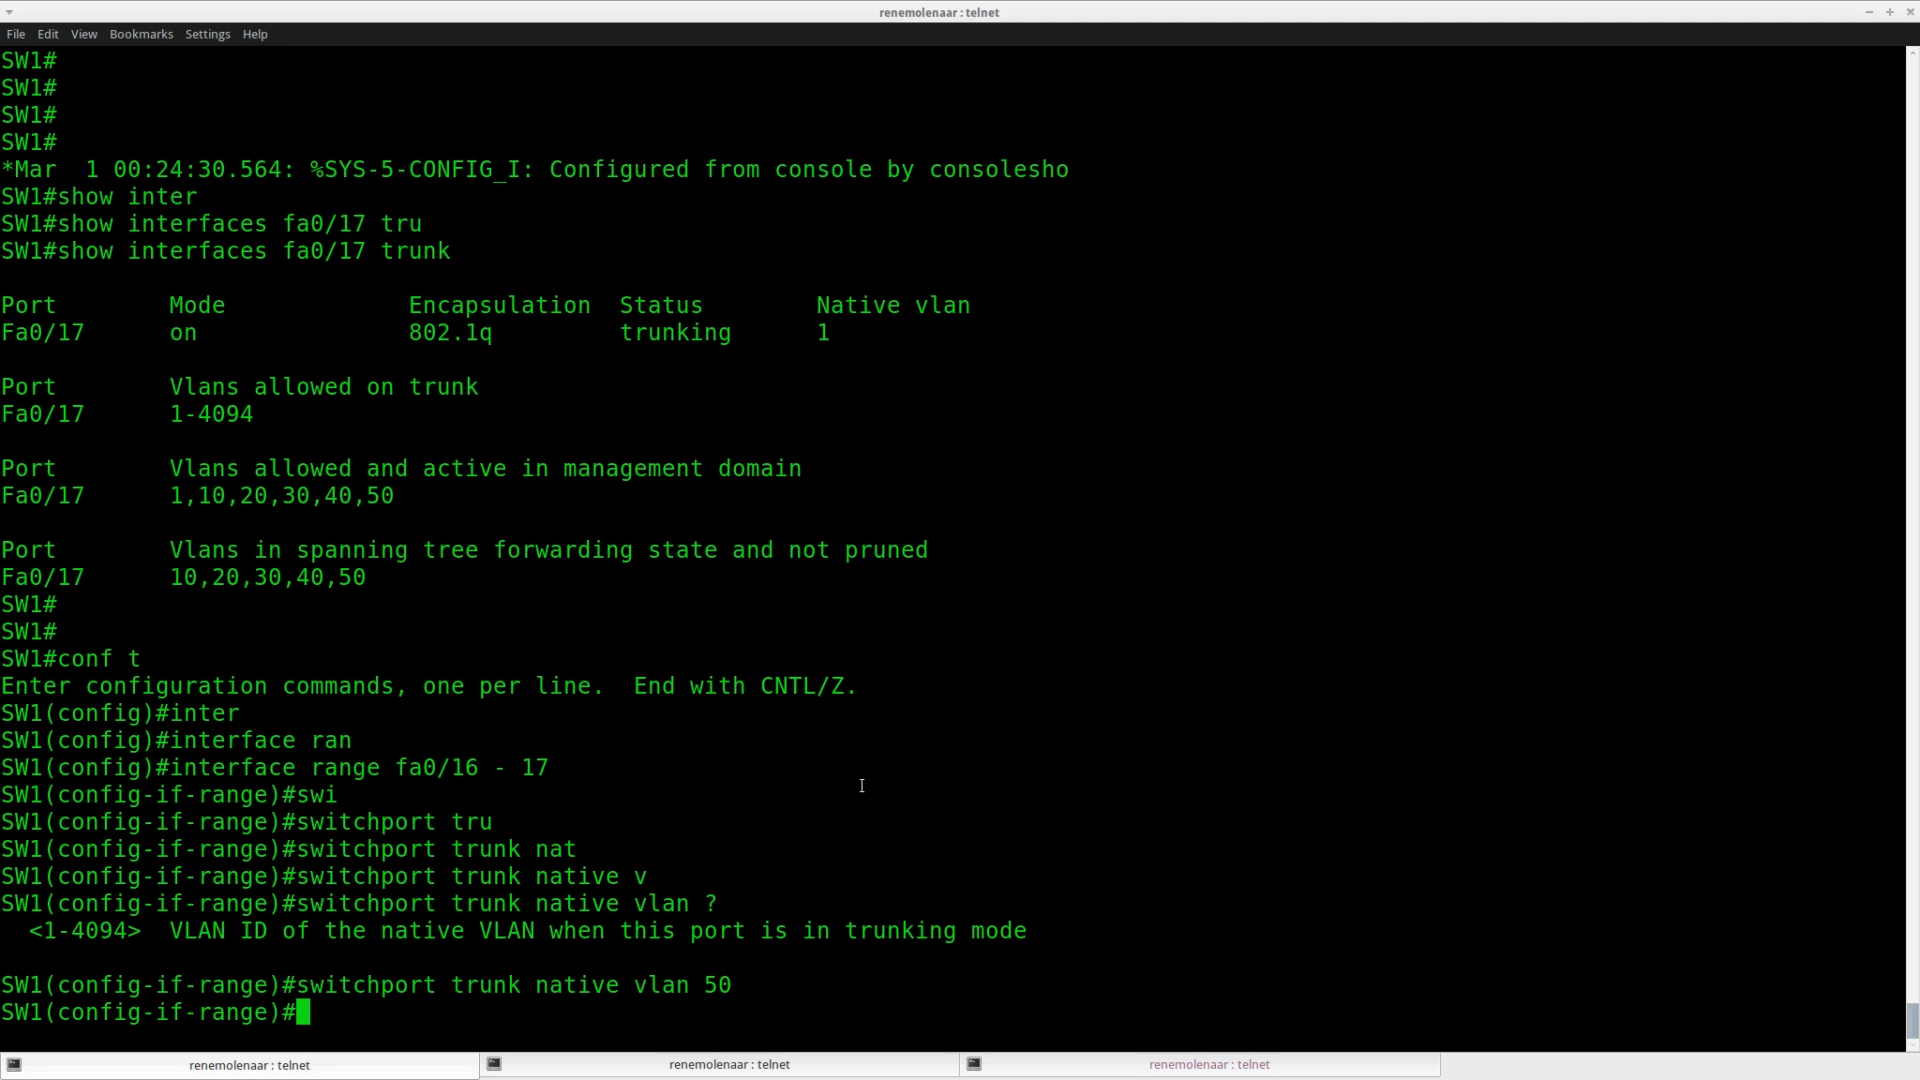 renemolenaar : telnet
File Edit View Bookmarks Settings Help
SW1#
SW1#
SW1#
SW1#
*Mar  1 00:24:30.564: %SYS-5-CONFIG_I: Configured from console by consolesho
SW1#show inter
SW1#show interfaces fa0/17 tru
SW1#show interfaces fa0/17 trunk
Port        Mode             Encapsulation  Status        Native vlan
Fa0/17      on               802.1q         trunking      1
Port        Vlans allowed on trunk
Fa0/17      1-4094
Port        Vlans allowed and active in management domain
Fa0/17      1,10,20,30,40,50
Port        Vlans in spanning tree forwarding state and not pruned
Fa0/17      10,20,30,40,50
SW1#
SW1#
SW1#conf t
Enter configuration commands, one per line.  End with CNTL/Z.
SW1(config)#inter
SW1(config)#interface ran
SW1(config)#interface range fa0/16 - 17
SW1(config-if-range)#swi
SW1(config-if-range)#switchport tru
SW1(config-if-range)#switchport trunk nat
SW1(config-if-range)#switchport trunk native v
SW1(config-if-range)#switchport trunk native vlan ?
  <1-4094>  VLAN ID of the native VLAN when this port is in trunking mode
SW1(config-if-range)#switchport trunk native vlan 50
SW1(config-if-range)#
renemolenaar : telnet renemolenaar : telnet renemolenaar : telnet